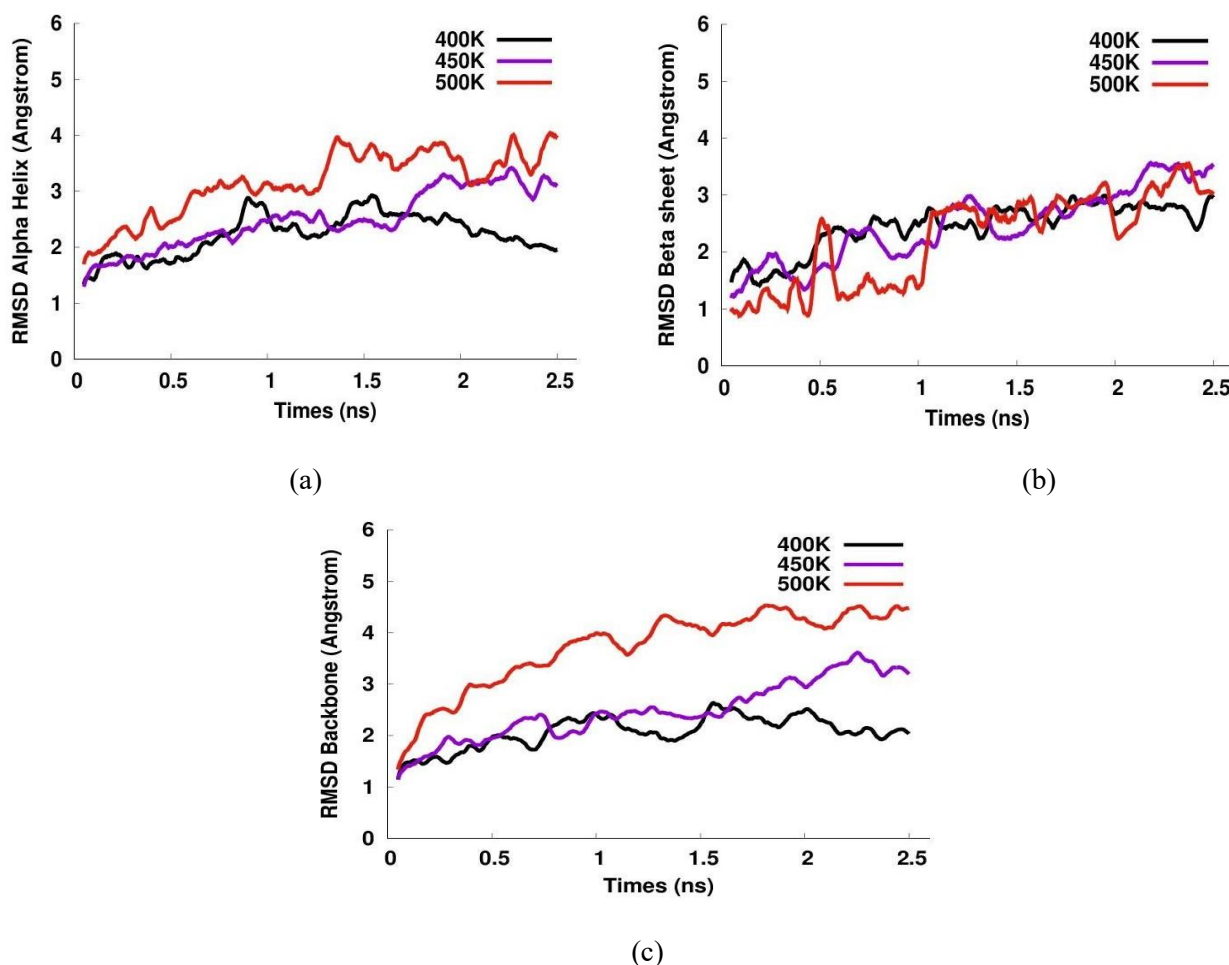 6
5
4
3
2
1
0
RMSD Alpha Helix (Angstrom)
400K
450K
500K
0
0.5
1
1.5
2
2.5
Times (ns)
(a)
6
5
4
3
2
1
0
RMSD Beta sheet (Angstrom)
400K
450K
500K
0
0.5
1
1.5
2
2.5
Times (ns)
(b)
6
5
4
3
2
1
0
RMSD Backbone (Angstrom)
400K
450K
500K
0
0.5
1
1.5
2
2.5
Times (ns)
(c)